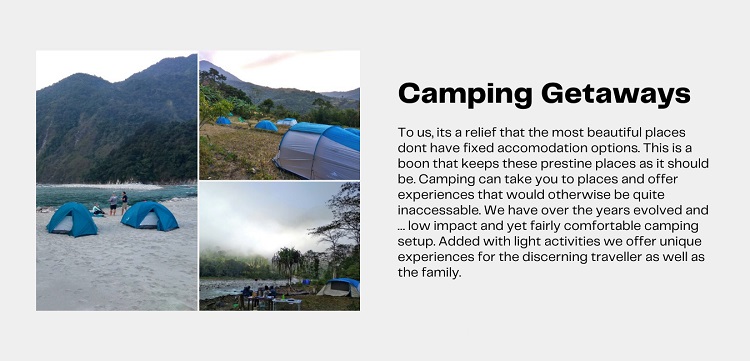 Camping Getaways
To us, its a relief that the most beautiful places
dont have fixed accomodation options. This is a
boon that keeps these prestine places as it should
be. Camping can take you to places and offer
experiences that would otherwise be quite
inaccessable. We have over the years evolved and
... low impact and yet fairly comfortable camping
setup. Added with light activities we offer unique
experiences for the discerning traveller as well as
the family.